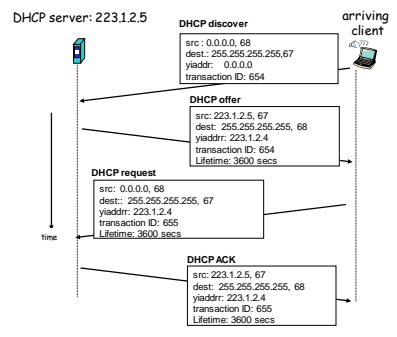 DHCP server: 223.1.2.5
arriving
client
DHCP discover
src : 0.0.0.0, 68
dest.: 255.255.255.255,67
yiaddr: 0.0.0.0
transaction ID: 654
DHCP offer
src: 223.1.2.5, 67
dest: 255.255.255.255, 68
yiaddrr: 223.1.2.4
transaction ID: 654
Lifetime: 3600 secs
DHCP request
src: 0.0.0.0, 68
dest:: 255.255.255.255, 67
yiaddrr: 223.1.2.4
transaction ID: 655
Lifetime: 3600 secs
time
DHCP ACK
src: 223.1.2.5, 67
dest: 255.255.255.255, 68
yiaddrr: 223.1.2.4
transaction ID: 655
Lifetime: 3600 secs